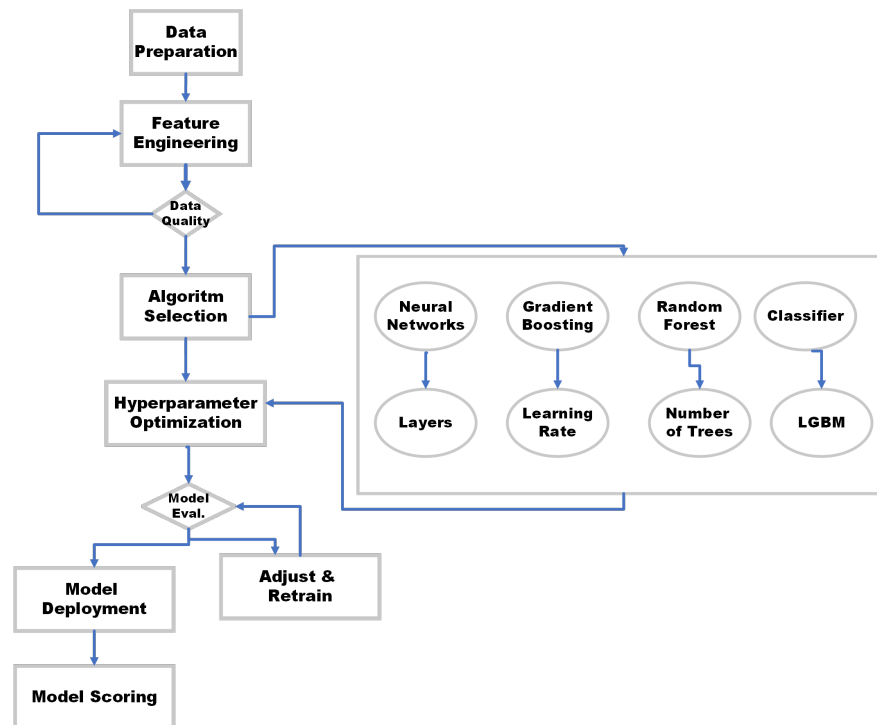 Data
Preparation
Feature
Engineering
Data
Quality
Algoritm
Selection
Neural
Networks
Gradient
Boosting
Random
Forest
Classifier
Hyperparameter
Optimization
Layers
Learning
Rate
Number
of Trees
LGBM
Model
Eval.
Adjust &
Retrain
Model
Deployment
Model Scoring